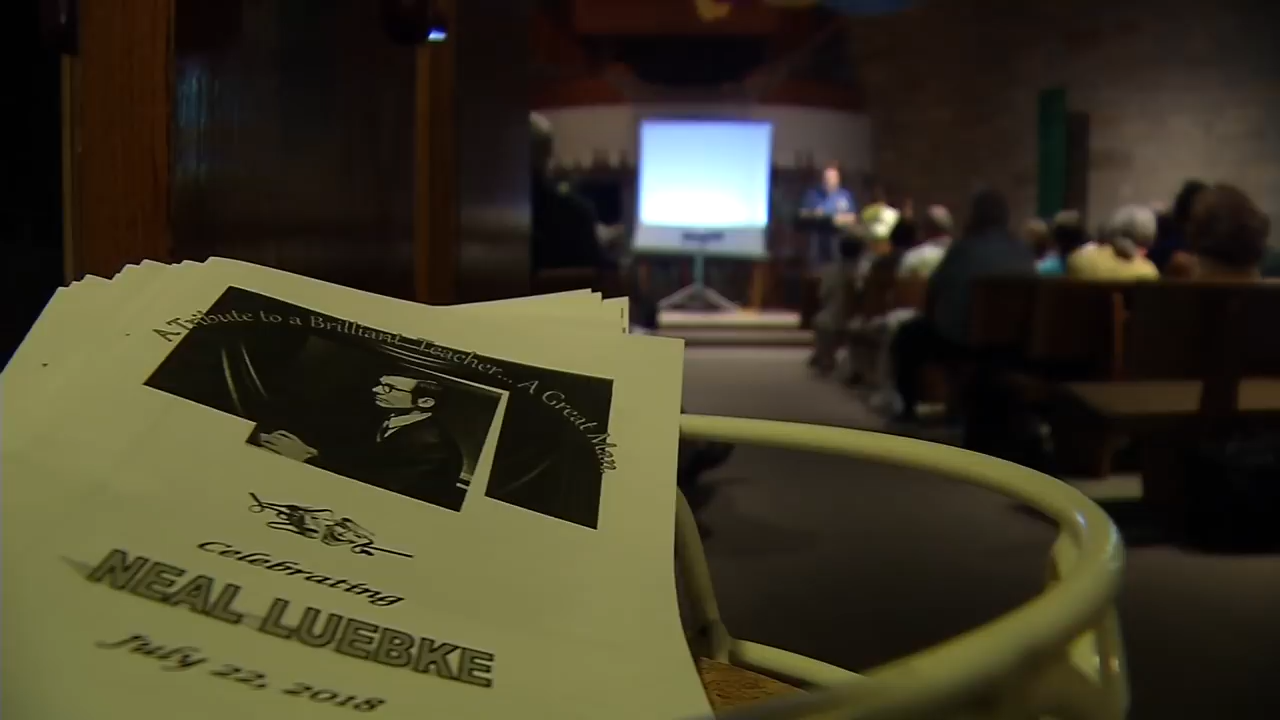 A Tribute to a Brilliant Teacher... A Great Man
Celebrating
NEAL LUEBKE
July 22, 2018